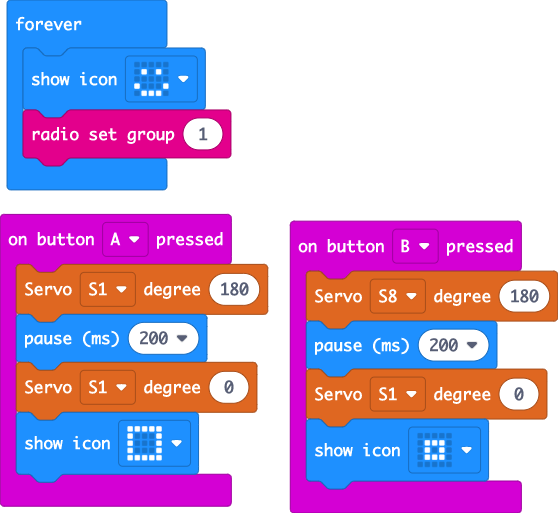 forever
show icon
radio set group 1
on button A pressed
Servo S1 degree 180
pause (ms) 200
Servo S1 degree 0
show icon
on button B pressed
Servo S8 degree 180
pause (ms) 200
Servo S1 degree 0
show icon